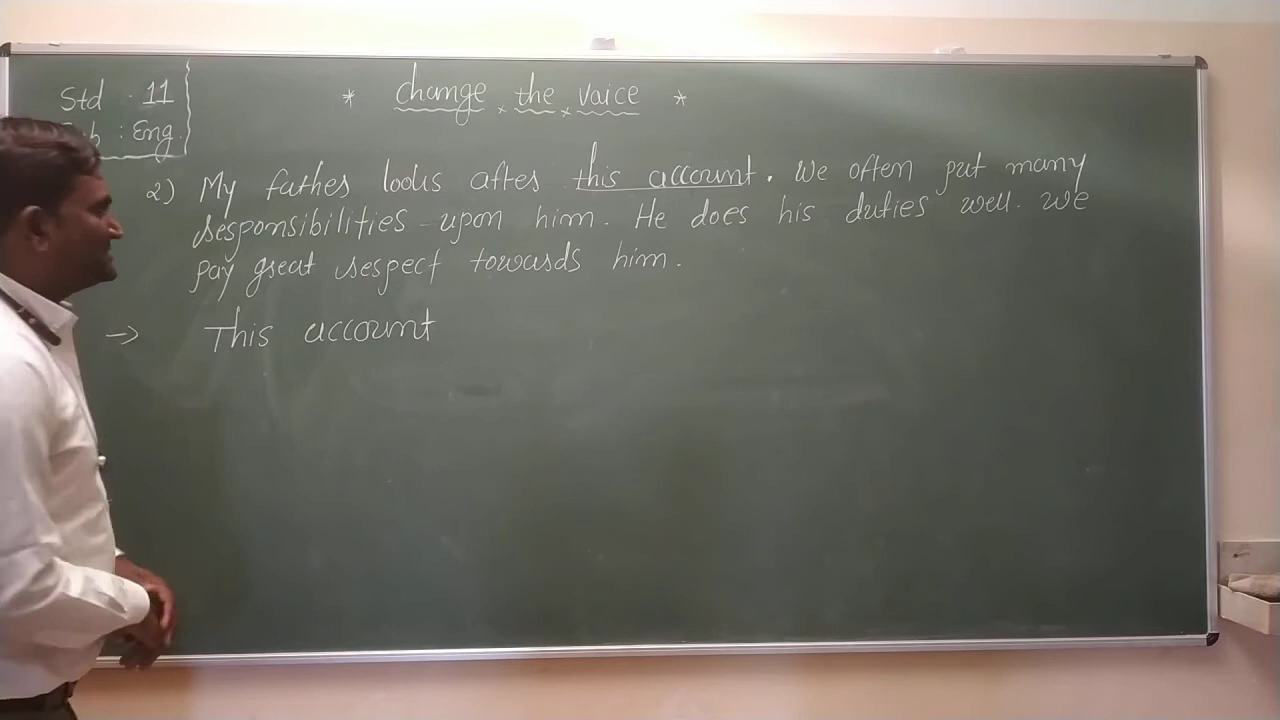 Std : 11
Sub : Eng.
* change the vaice *
2) My father looks after this account. We often put many
responsibilities upon him. He does his duties well. We
pay great respect towards him.
→ This account